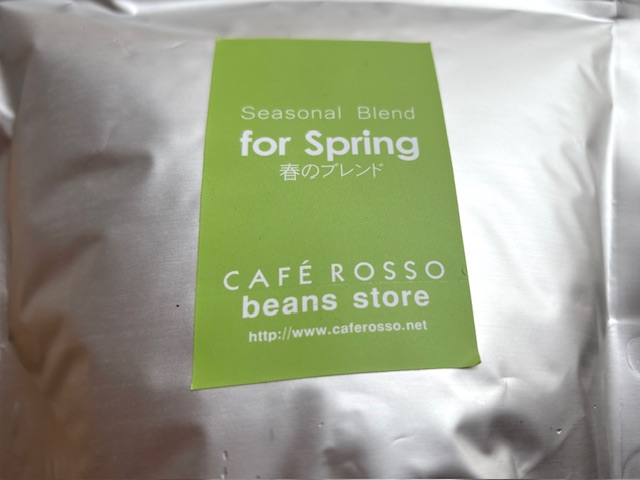 Seasonal Blend
for Spring
春のブレンド
CAFÉ ROSSO
beans store
http://www.caferosso.net